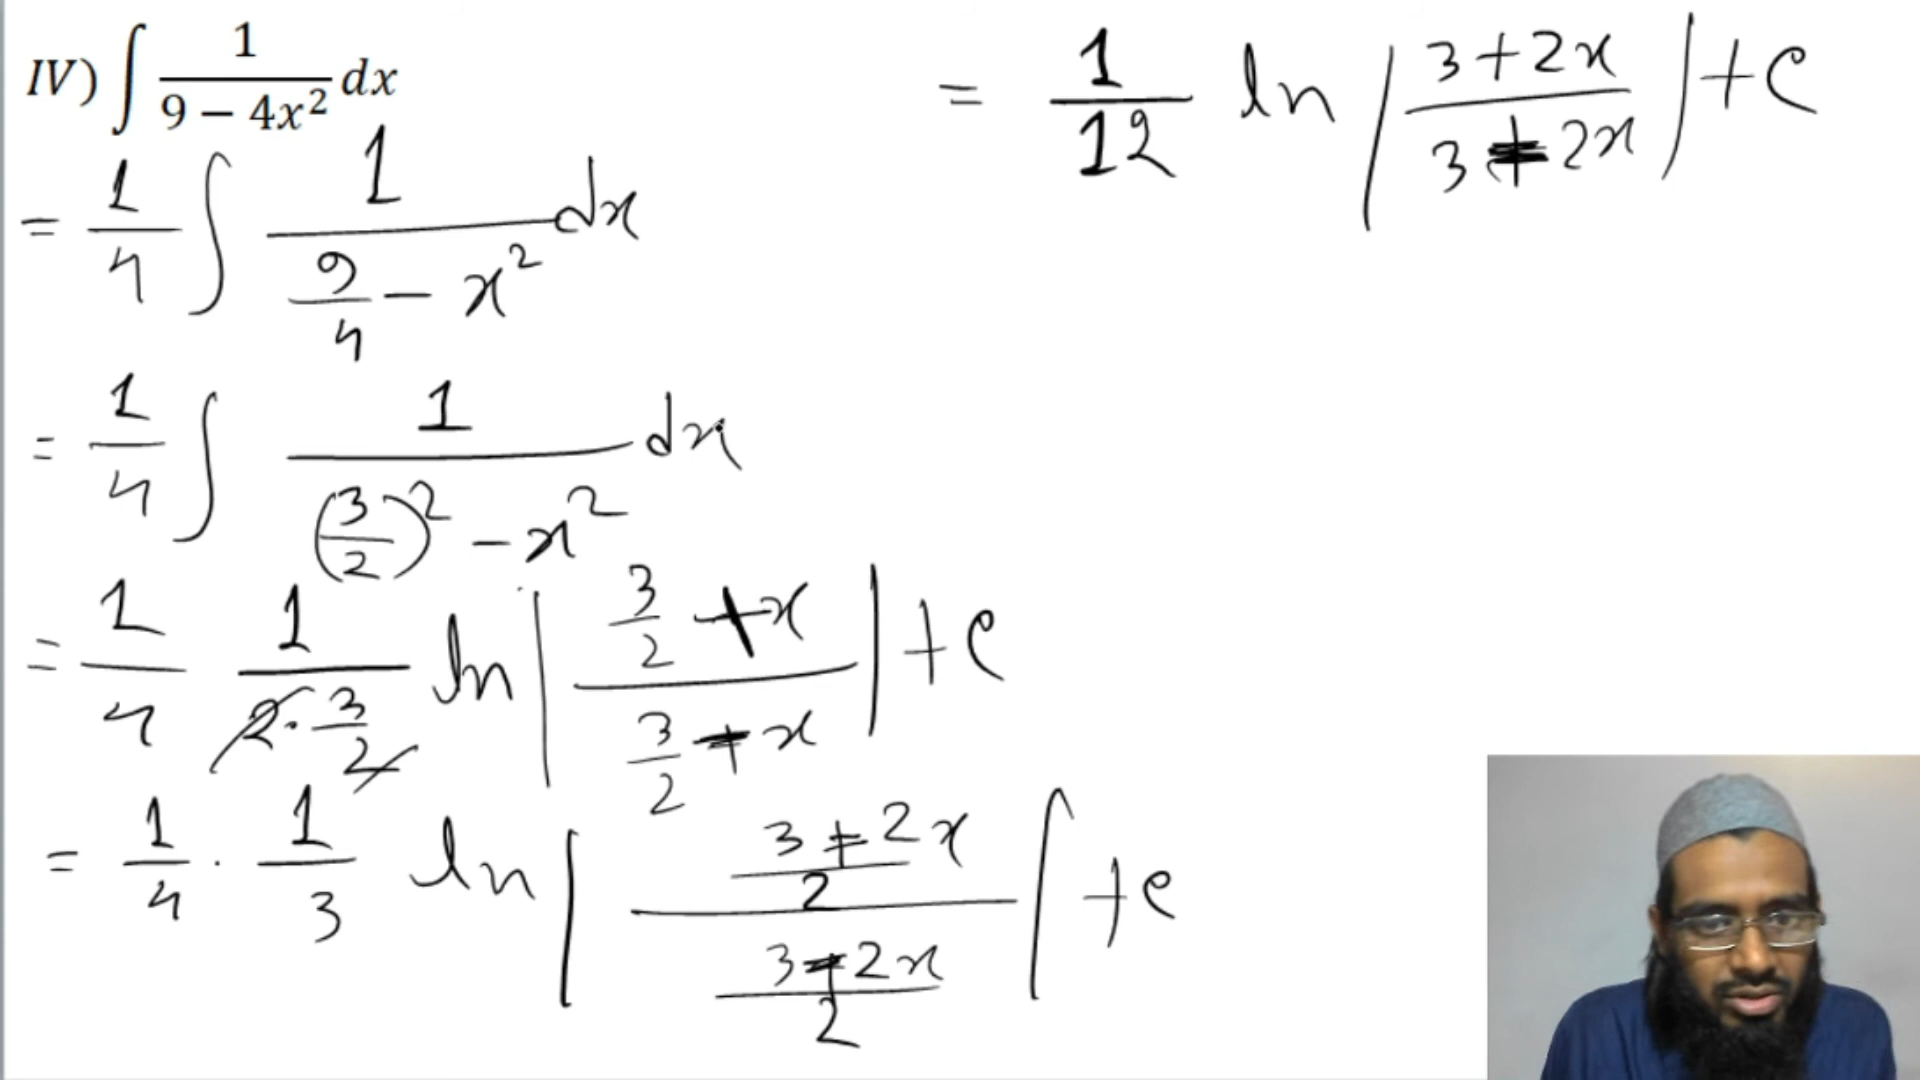 IV) ∫ 1/(9 − 4x²) dx
= 1/4 ∫ 1/(9/4 − x²) dx
= 1/4 ∫ 1/((3/2)² − x²) dx
= 1/4 1/(2·3/2) ln |(3/2 + x)/(3/2 − x)| + c
= 1/4 · 1/3 ln |((3 + 2x)/2)/((3 − 2x)/2)| + c
= 1/12 ln |(3 + 2x)/(3 − 2x)| + c